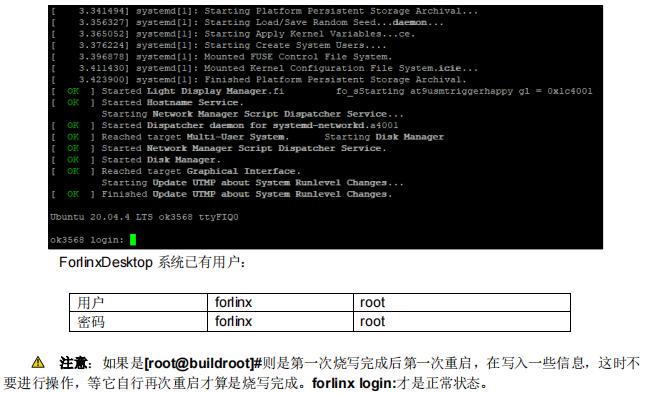 [    3.341494] systemd[1]: Starting Platform Persistent Storage Archival...
[    3.356327] systemd[1]: Starting Load/Save Random Seed...daemon...
[    3.365052] systemd[1]: Starting Apply Kernel Variables...ce.
[    3.376224] systemd[1]: Starting Create System Users....
[    3.396878] systemd[1]: Mounted FUSE Control File System.
[    3.411430] systemd[1]: Mounted Kernel Configuration File System.icie...
[    3.423900] systemd[1]: Finished Platform Persistent Storage Archival.
[  OK  ] Started Light Display Manager.fi        fo_sStarting at9usmtriggerhappy gl = 0x1c4001
[  OK  ] Started Hostname Service.
         Starting Network Manager Script Dispatcher Service...
[  OK  ] Started Dispatcher daemon for systemd-networkd.s4001
[  OK  ] Reached target Multi-User System.      Starting Disk Manager
[  OK  ] Started Network Manager Script Dispatcher Service.
[  OK  ] Started Disk Manager.
[  OK  ] Reached target Graphical Interface.
         Starting Update UTMP about System Runlevel Changes...
[  OK  ] Finished Update UTMP about System Runlevel Changes.
Ubuntu 20.04.4 LTS ok3568 ttyFIQ0
ok3568 login:
ForlinxDesktop 系统已有用户：
用户 forlinx root
密码 forlinx root
注意：如果是[root@buildroot]#则是第一次烧写完成后第一次重启，在写入一些信息，这时不
要进行操作，等它自行再次重启才算是烧写完成。forlinx login:才是正常状态。